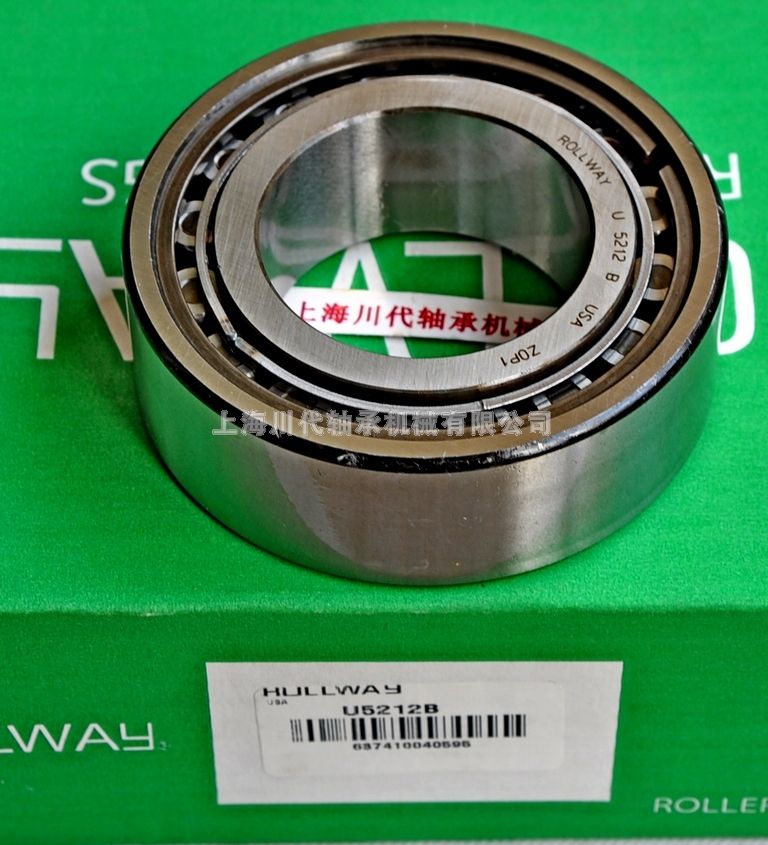 ROLLWAY U 5212 B USA
ZOP1
上海川代轴承机械
上海川代轴承机械有限公司
ROLLWAY
USA
U5212B
637410040595
LWAY
ROLLER